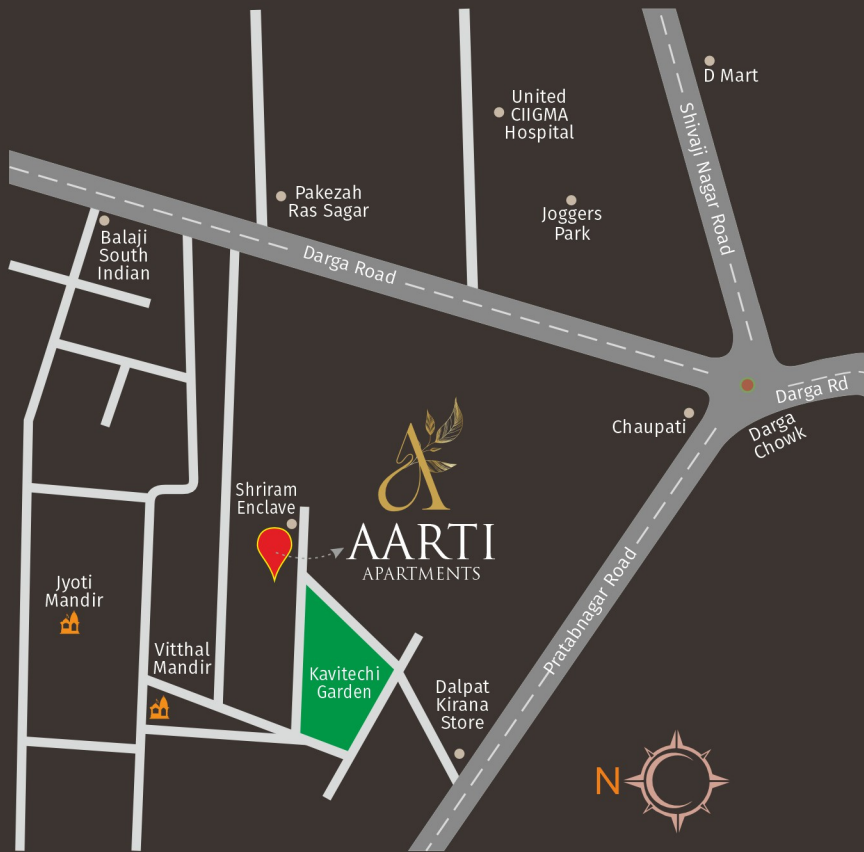 D Mart
United
CIIGMA
Hospital
Shivaji Nagar Road
Pakezah
Ras Sagar
Joggers
Park
Balaji
South
Indian
Darga Road
Darga Rd
Chaupati
Darga
Chowk
Shriram
Enclave
AARTI
APARTMENTS
Jyoti
Mandir
Pratabnagar Road
Vitthal
Mandir
Kavitechi
Garden
Dalpat
Kirana
Store
N